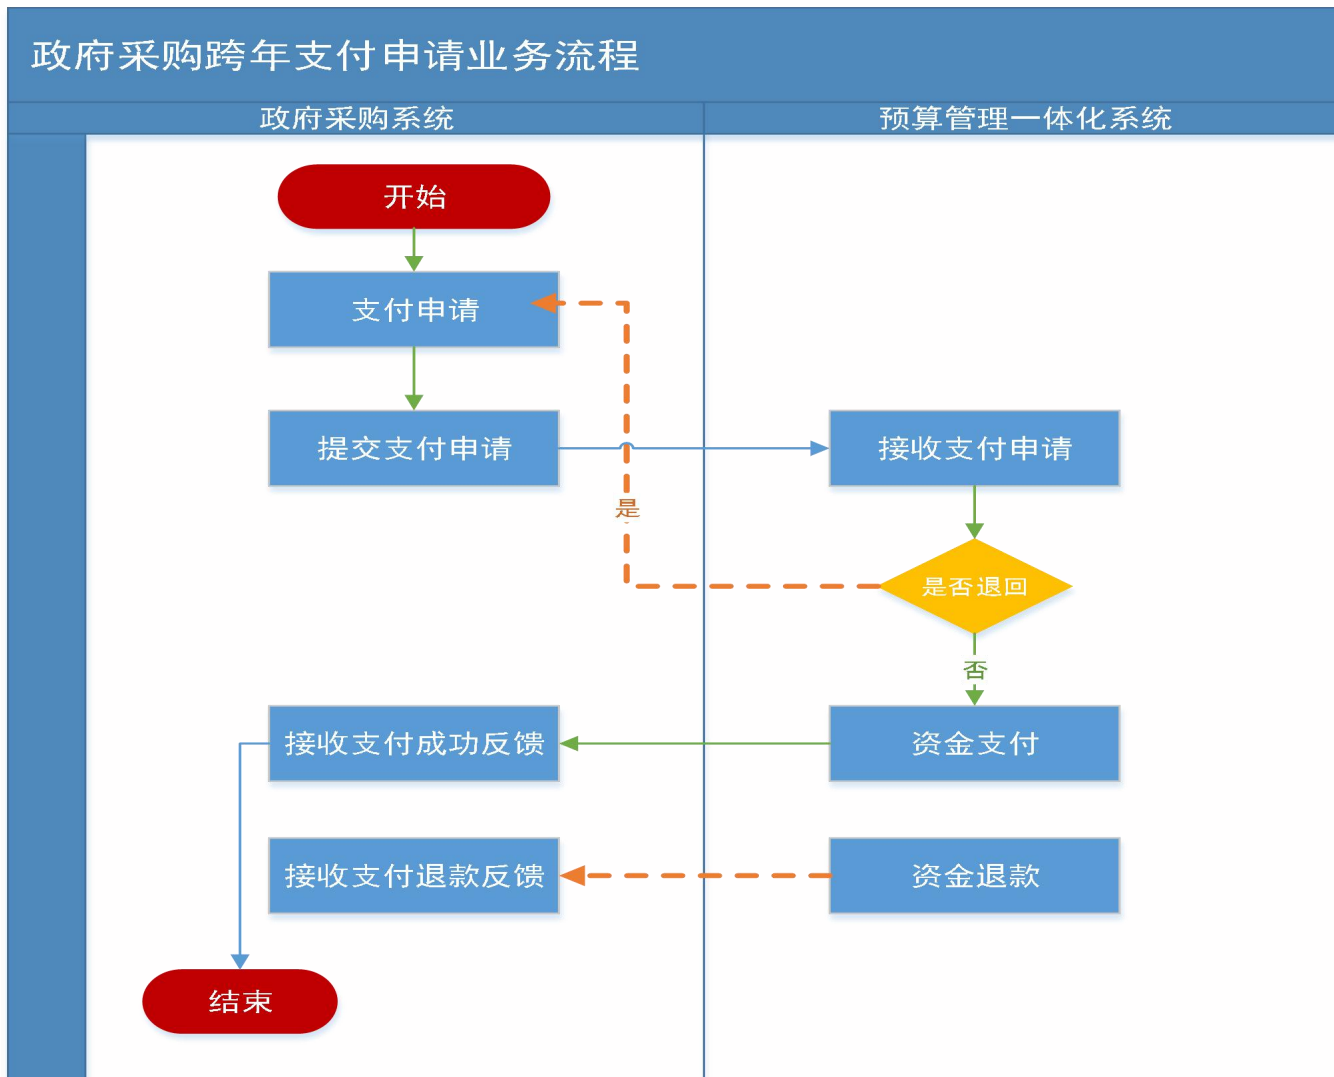 政府采购跨年支付申请业务流程
政府采购系统
预算管理一体化系统
开始
支付申请
提交支付申请
接收支付申请
是
是否退回
否
接收支付成功反馈
资金支付
接收支付退款反馈
资金退款
结束